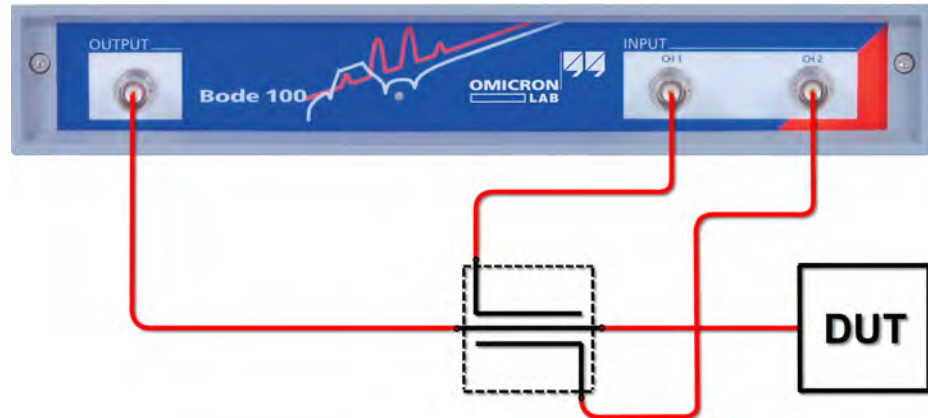 OUTPUT
INPUT
CH 1
CH 2
Bode 100
OMICRON
LAB
DUT